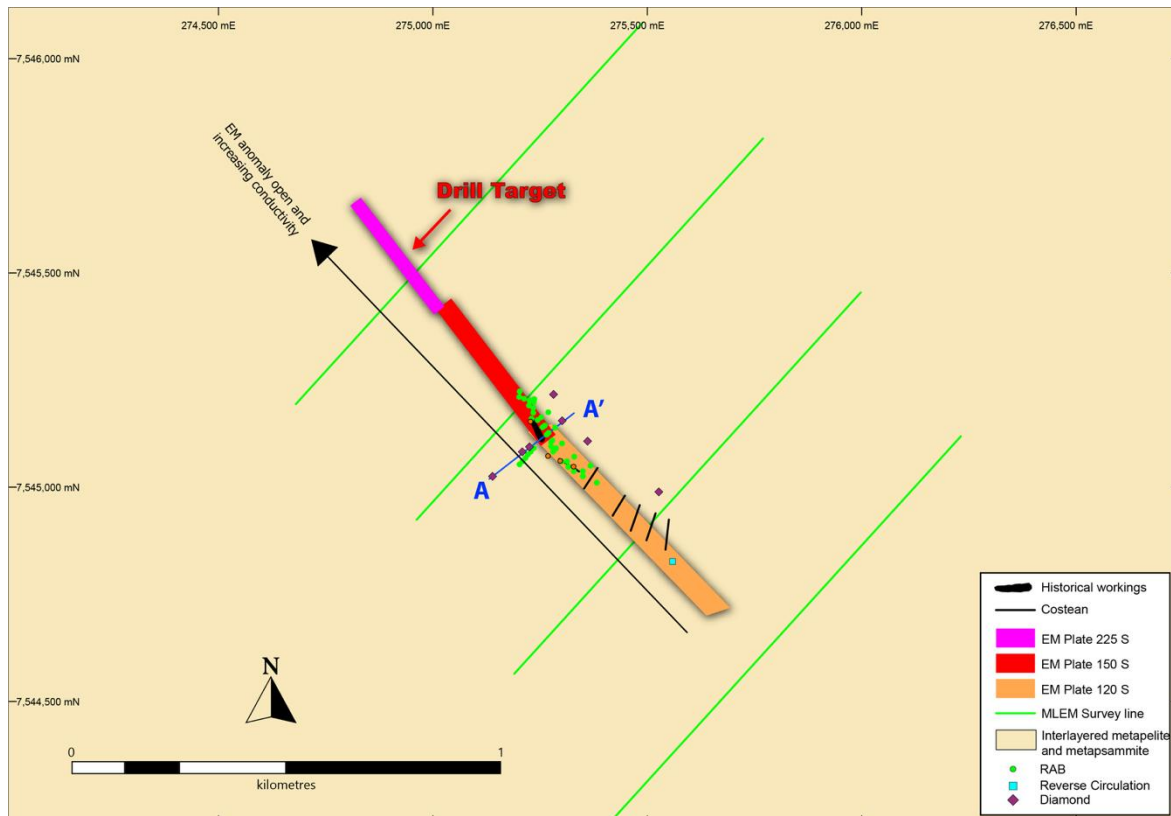 274,500 mE
275,000 mE
275,500 mE
276,000 mE
276,500 mE
7,546,000 mN
7,545,500 mN
7,545,000 mN
7,544,500 mN
EM anomaly open and
increasing conductivity
Drill Target
A'
A
N
0
1
kilometres
Historical workings
Costean
EM Plate 225 S
EM Plate 150 S
EM Plate 120 S
MLEM Survey line
Interlayered metapelite
and metapsammite
RAB
Reverse Circulation
Diamond